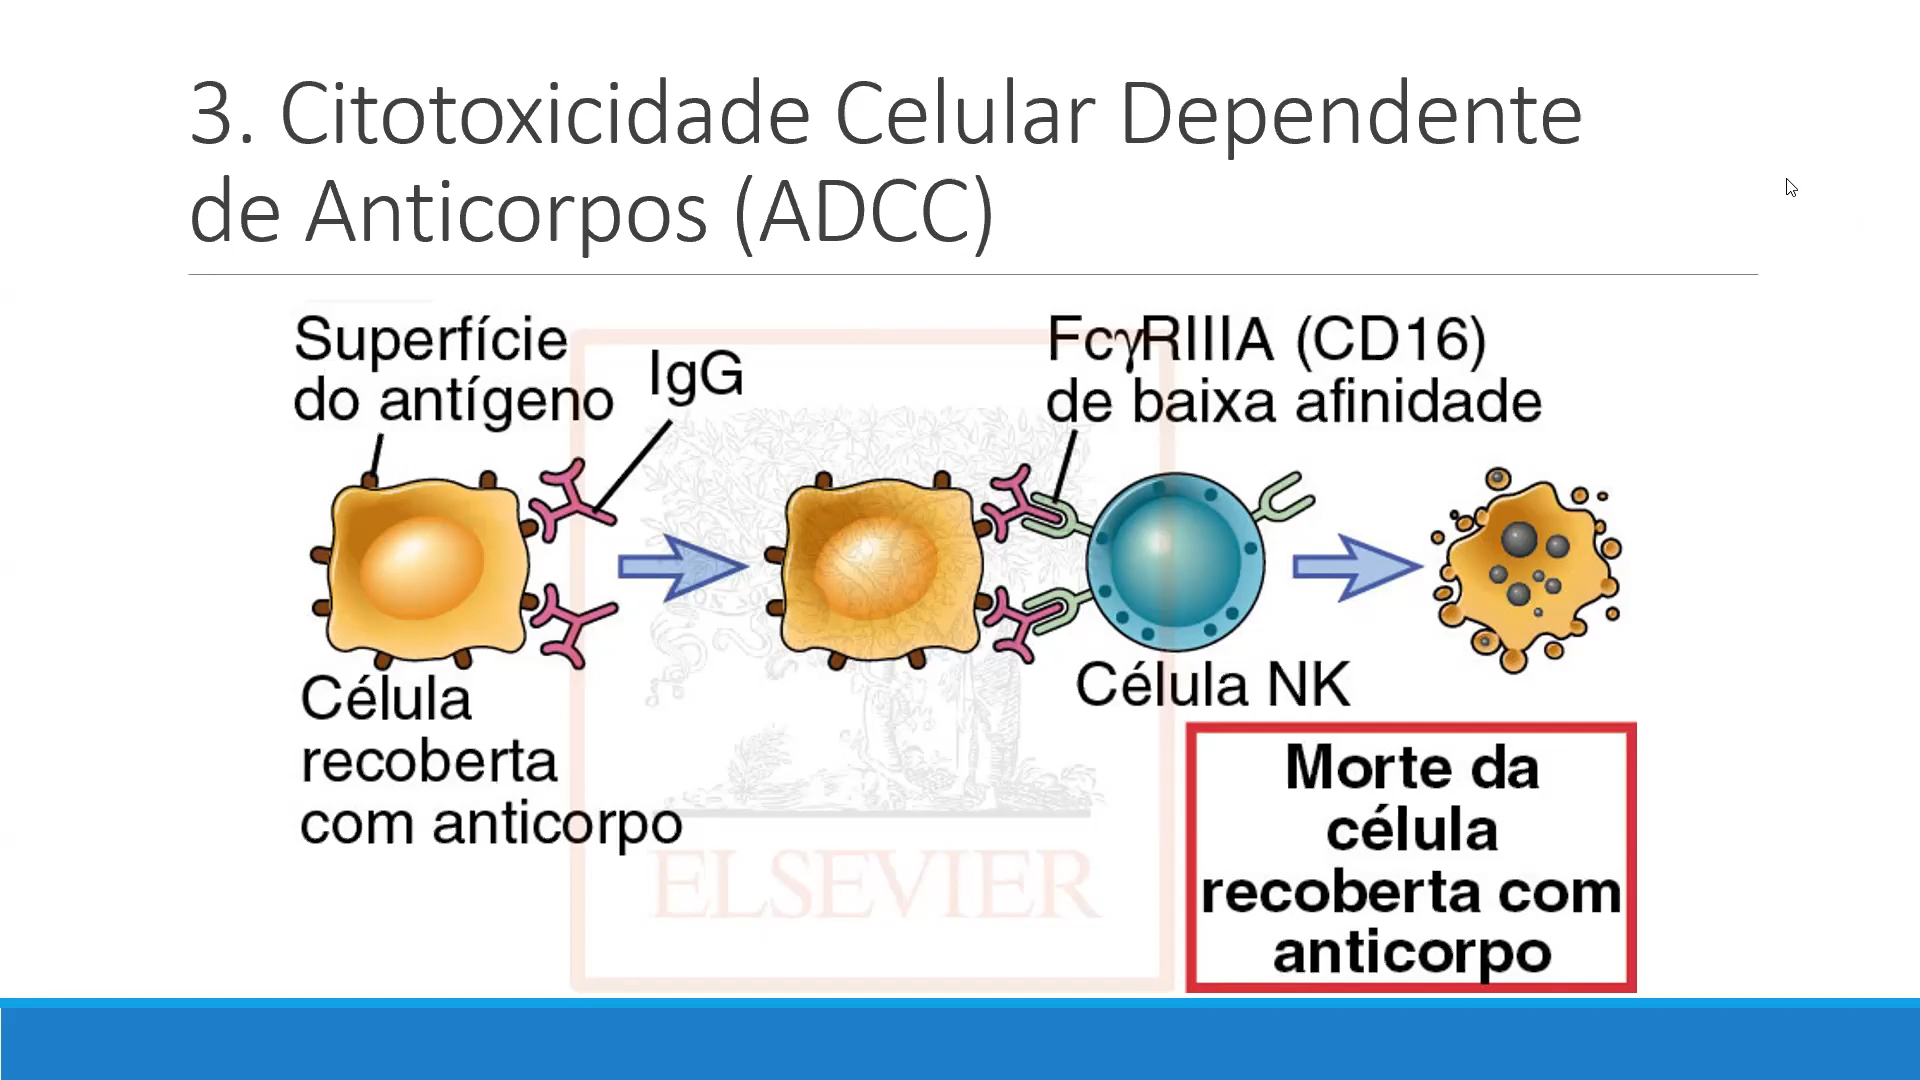 3. Citotoxicidade Celular Dependente
de Anticorpos (ADCC)
Superfície
do antígeno
IgG
FcγRIIIA (CD16)
de baixa afinidade
Célula
recoberta
com anticorpo
Célula NK
Morte da
célula
recoberta com
anticorpo
ELSEVIER